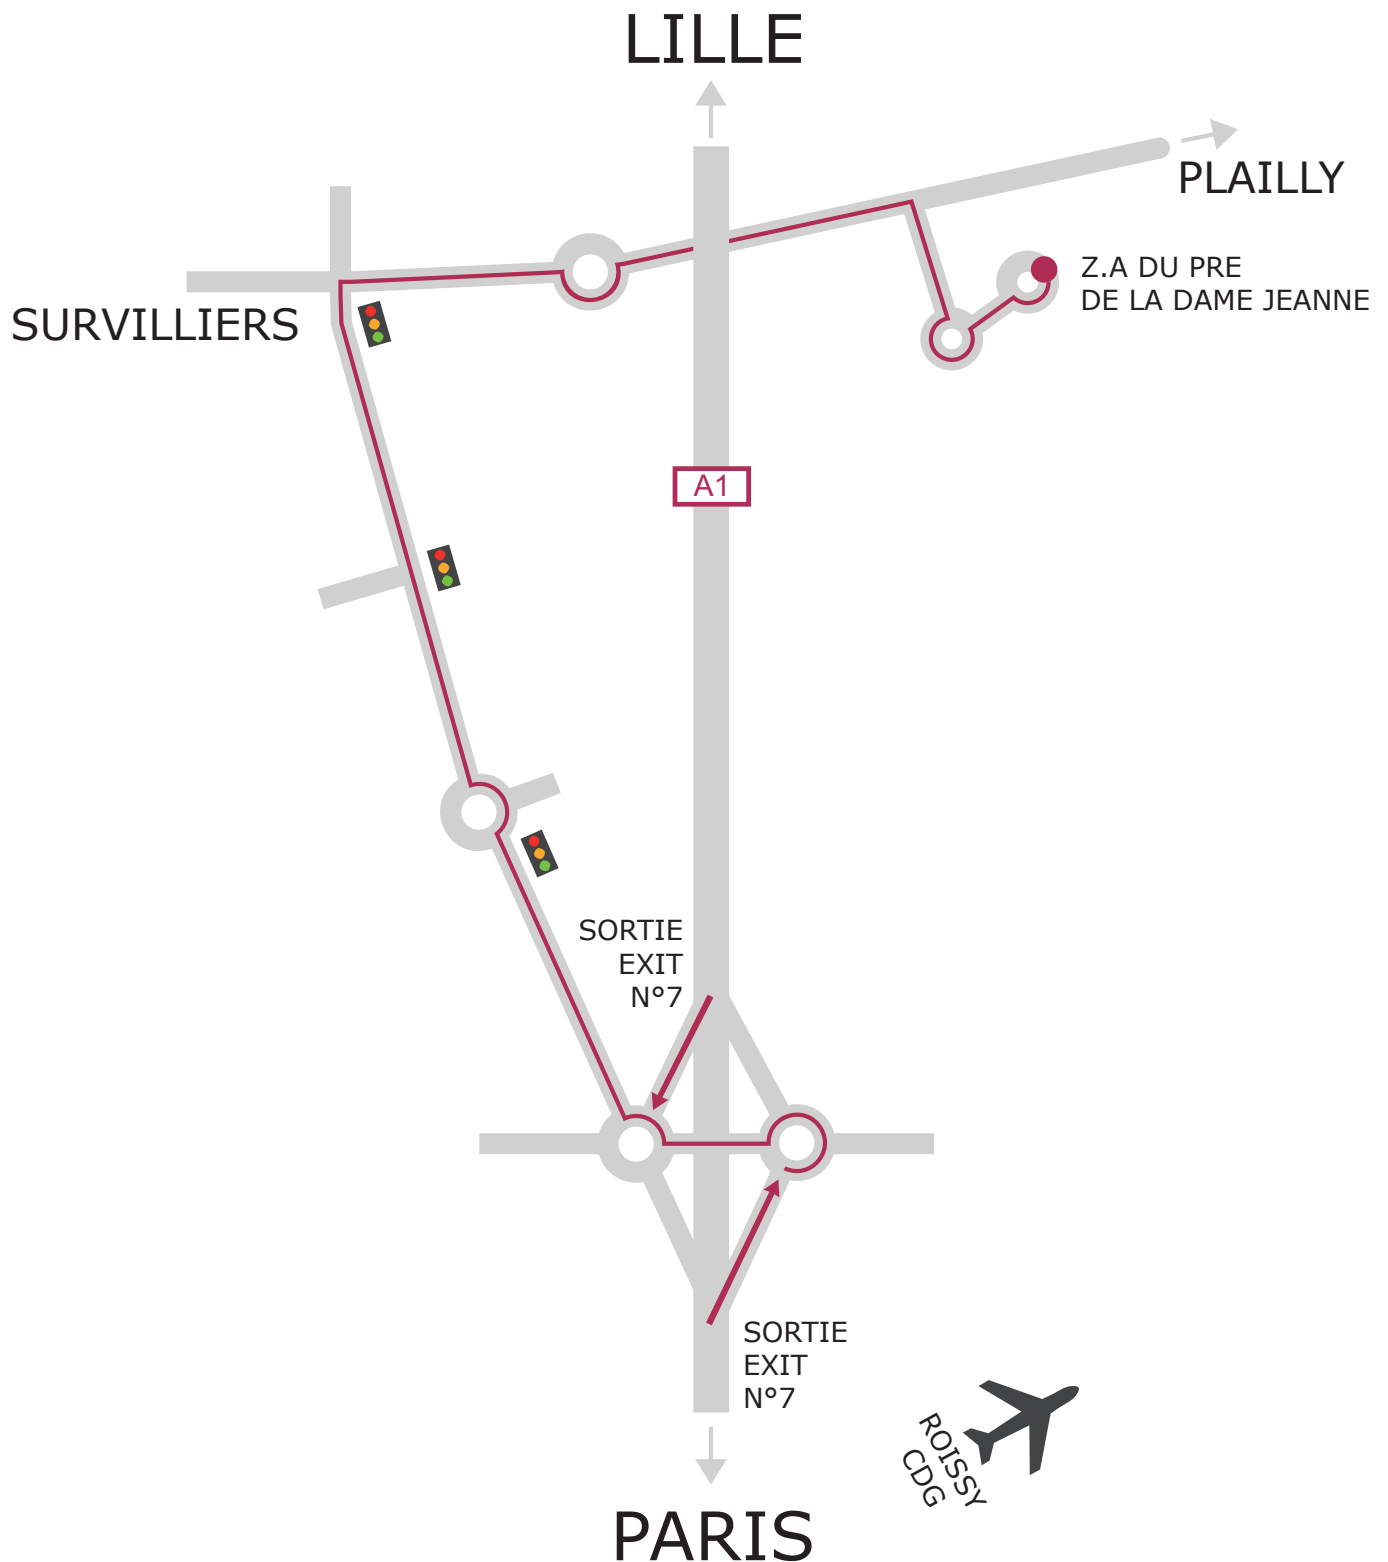 LILLE
PLAILLY
Z.A DU PRE
DE LA DAME JEANNE
SURVILLIERS
A1
SORTIE
EXIT
N°7
SORTIE
EXIT
N°7
ROISSY
CDG
PARIS